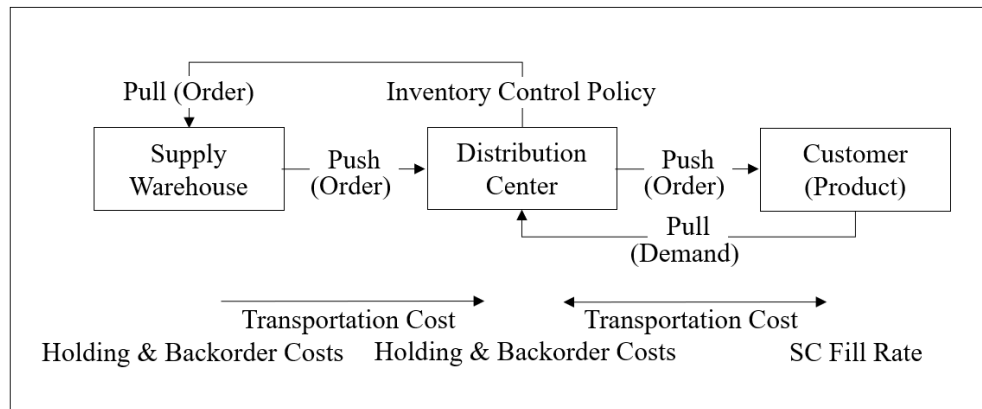 Pull (Order)
Inventory Control Policy
Supply
Warehouse
Push
(Order)
Distribution
Center
Push
(Order)
Customer
(Product)
Pull
(Demand)
Transportation Cost
Transportation Cost
Holding & Backorder Costs
Holding & Backorder Costs
SC Fill Rate